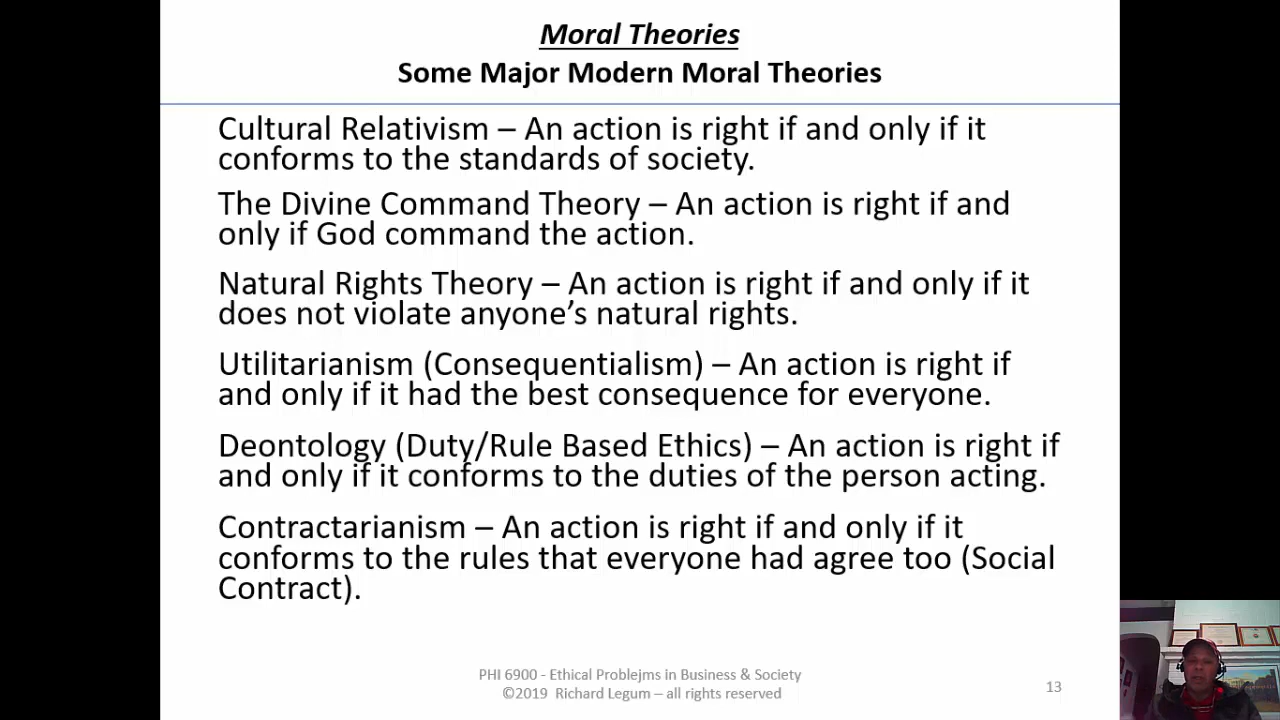 Moral Theories
Some Major Modern Moral Theories
Cultural Relativism – An action is right if and only if it
conforms to the standards of society.
The Divine Command Theory – An action is right if and
only if God command the action.
Natural Rights Theory – An action is right if and only if it
does not violate anyone’s natural rights.
Utilitarianism (Consequentialism) – An action is right if
and only if it had the best consequence for everyone.
Deontology (Duty/Rule Based Ethics) – An action is right if
and only if it conforms to the duties of the person acting.
Contractarianism – An action is right if and only if it
conforms to the rules that everyone had agree too (Social
Contract).
PHI 6900 - Ethical Problejms in Business & Society
©2019 Richard Legum – all rights reserved
13